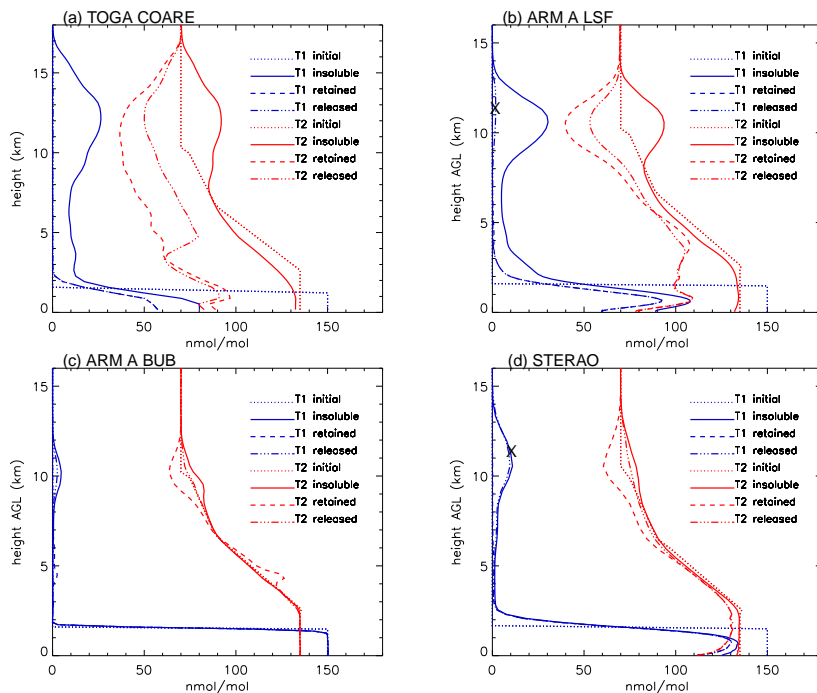 (a) TOGA COARE
T1 initial
T1 insoluble
T1 retained
T1 released
T2 initial
T2 insoluble
T2 retained
T2 released
height (km)
15
10
5
0
0 50 100 150
nmol/mol
(b) ARM A LSF
T1 initial
T1 insoluble
T1 retained
T1 released
T2 initial
T2 insoluble
T2 retained
T2 released
X
height AGL (km)
15
10
5
0
0 50 100 150
nmol/mol
(c) ARM A BUB
T1 initial
T1 insoluble
T1 retained
T1 released
T2 initial
T2 insoluble
T2 retained
T2 released
height AGL (km)
15
10
5
0
0 50 100 150
nmol/mol
(d) STERAO
T1 initial
T1 insoluble
T1 retained
T1 released
T2 initial
T2 insoluble
T2 retained
T2 released
X
height AGL (km)
15
10
5
0
0 50 100 150
nmol/mol